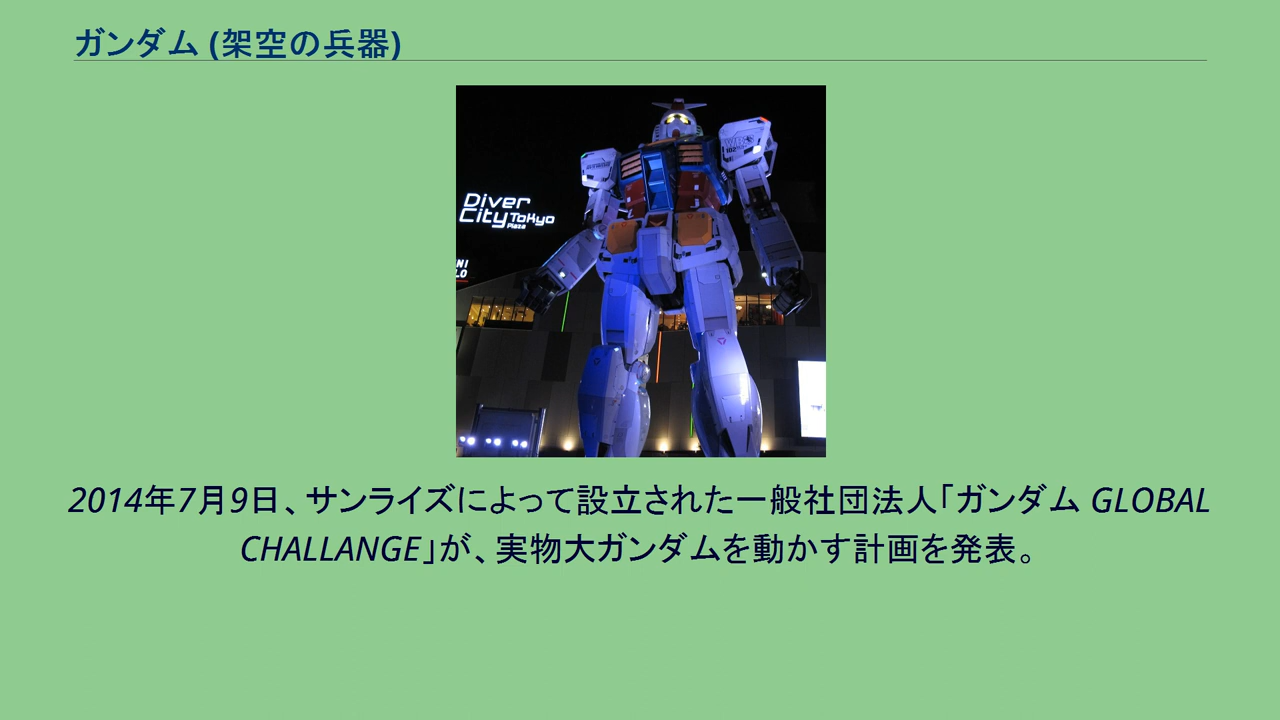 ガンダム (架空の兵器)
Diver
City Tokyo
Plaza
2014年7月9日、サンライズによって設立された一般社団法人「ガンダム GLOBAL
CHALLANGE」が、実物大ガンダムを動かす計画を発表。